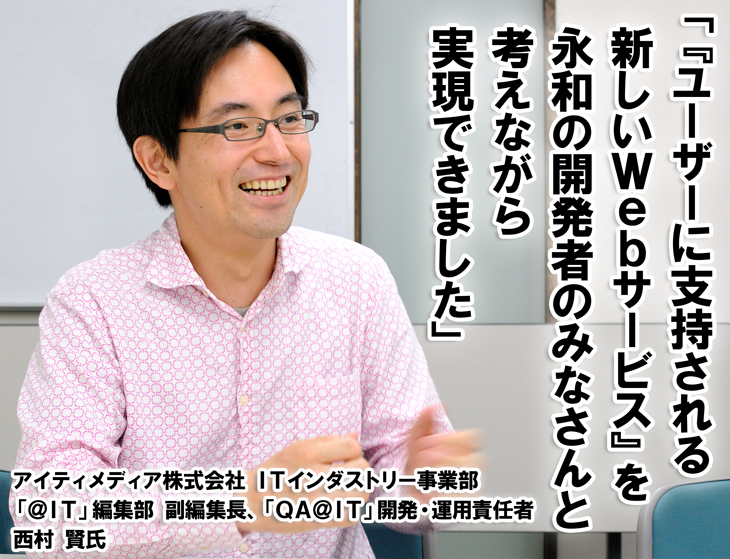 「『ユーザーに支持される
新しいWebサービス』を
永和の開発者のみなさんと
考えながら
実現できました」
アイティメディア株式会社 ITインダストリー事業部
「@IT」編集部 副編集長、「QA@IT」開発・運用責任者
西村 賢氏